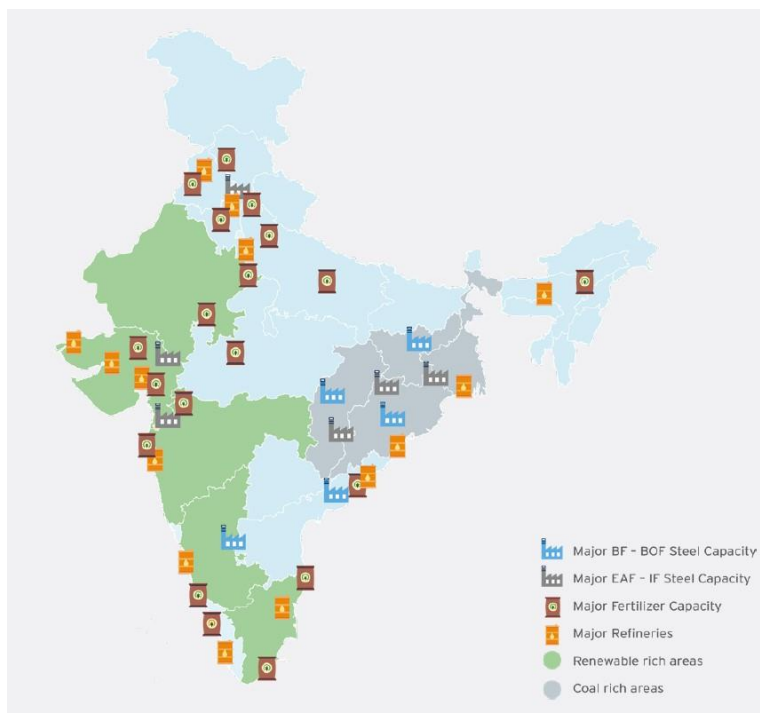 Major BF – BOF Steel Capacity
Major EAF – IF Steel Capacity
Major Fertilizer Capacity
Major Refineries
Renewable rich areas
Coal rich areas